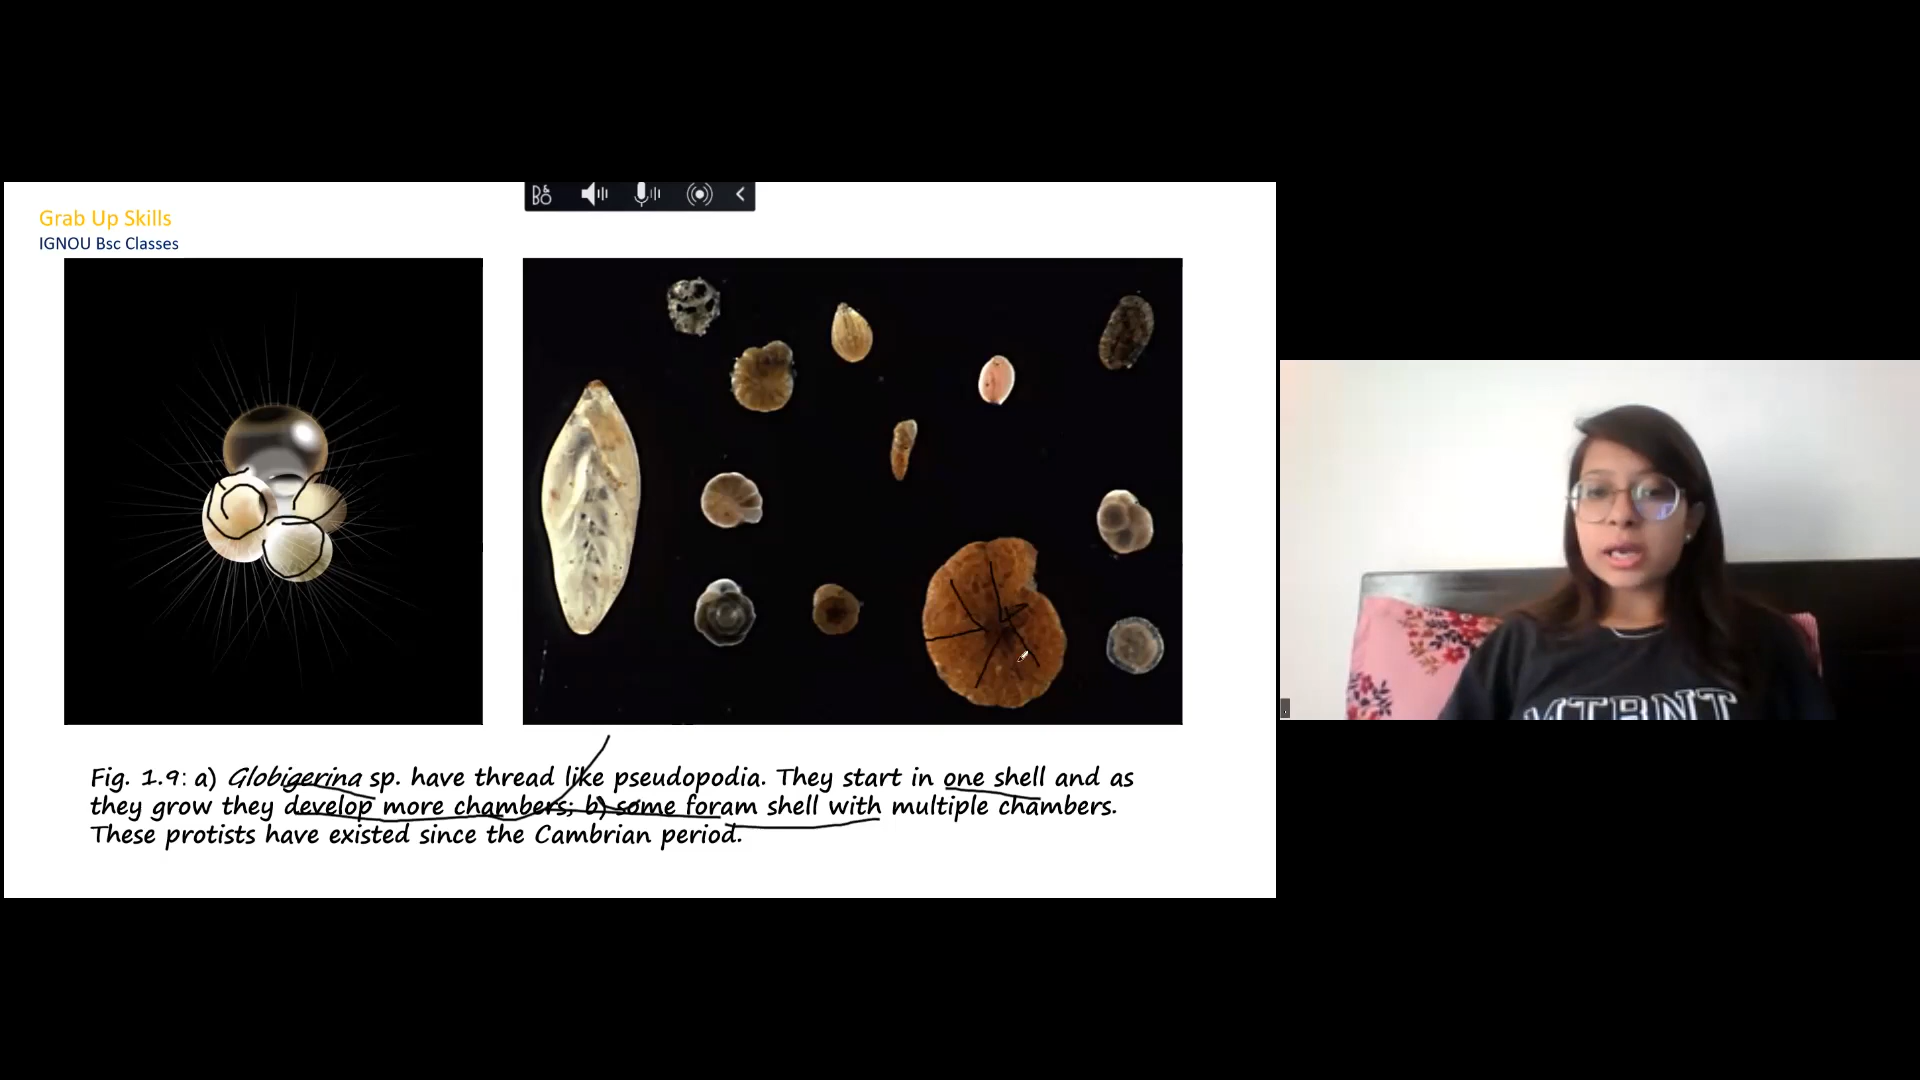 Grab Up Skills
IGNOU Bsc Classes
Fig. 1.9: a) Globigerina sp. have thread like pseudopodia. They start in one shell and as
they grow they develop more chambers; b) some foram shell with multiple chambers.
These protists have existed since the Cambrian period.